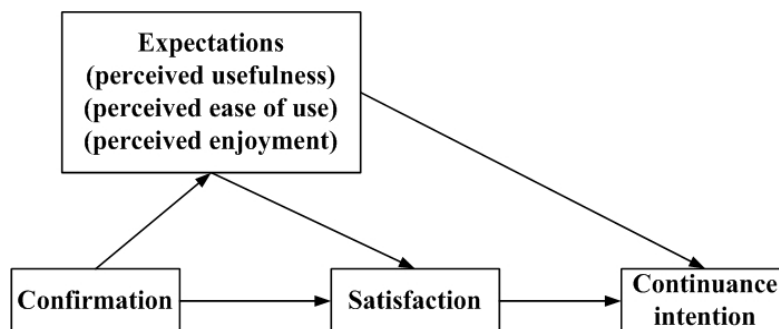 Expectations
(perceived usefulness)
(perceived ease of use)
(perceived enjoyment)
Confirmation
Satisfaction
Continuance
intention